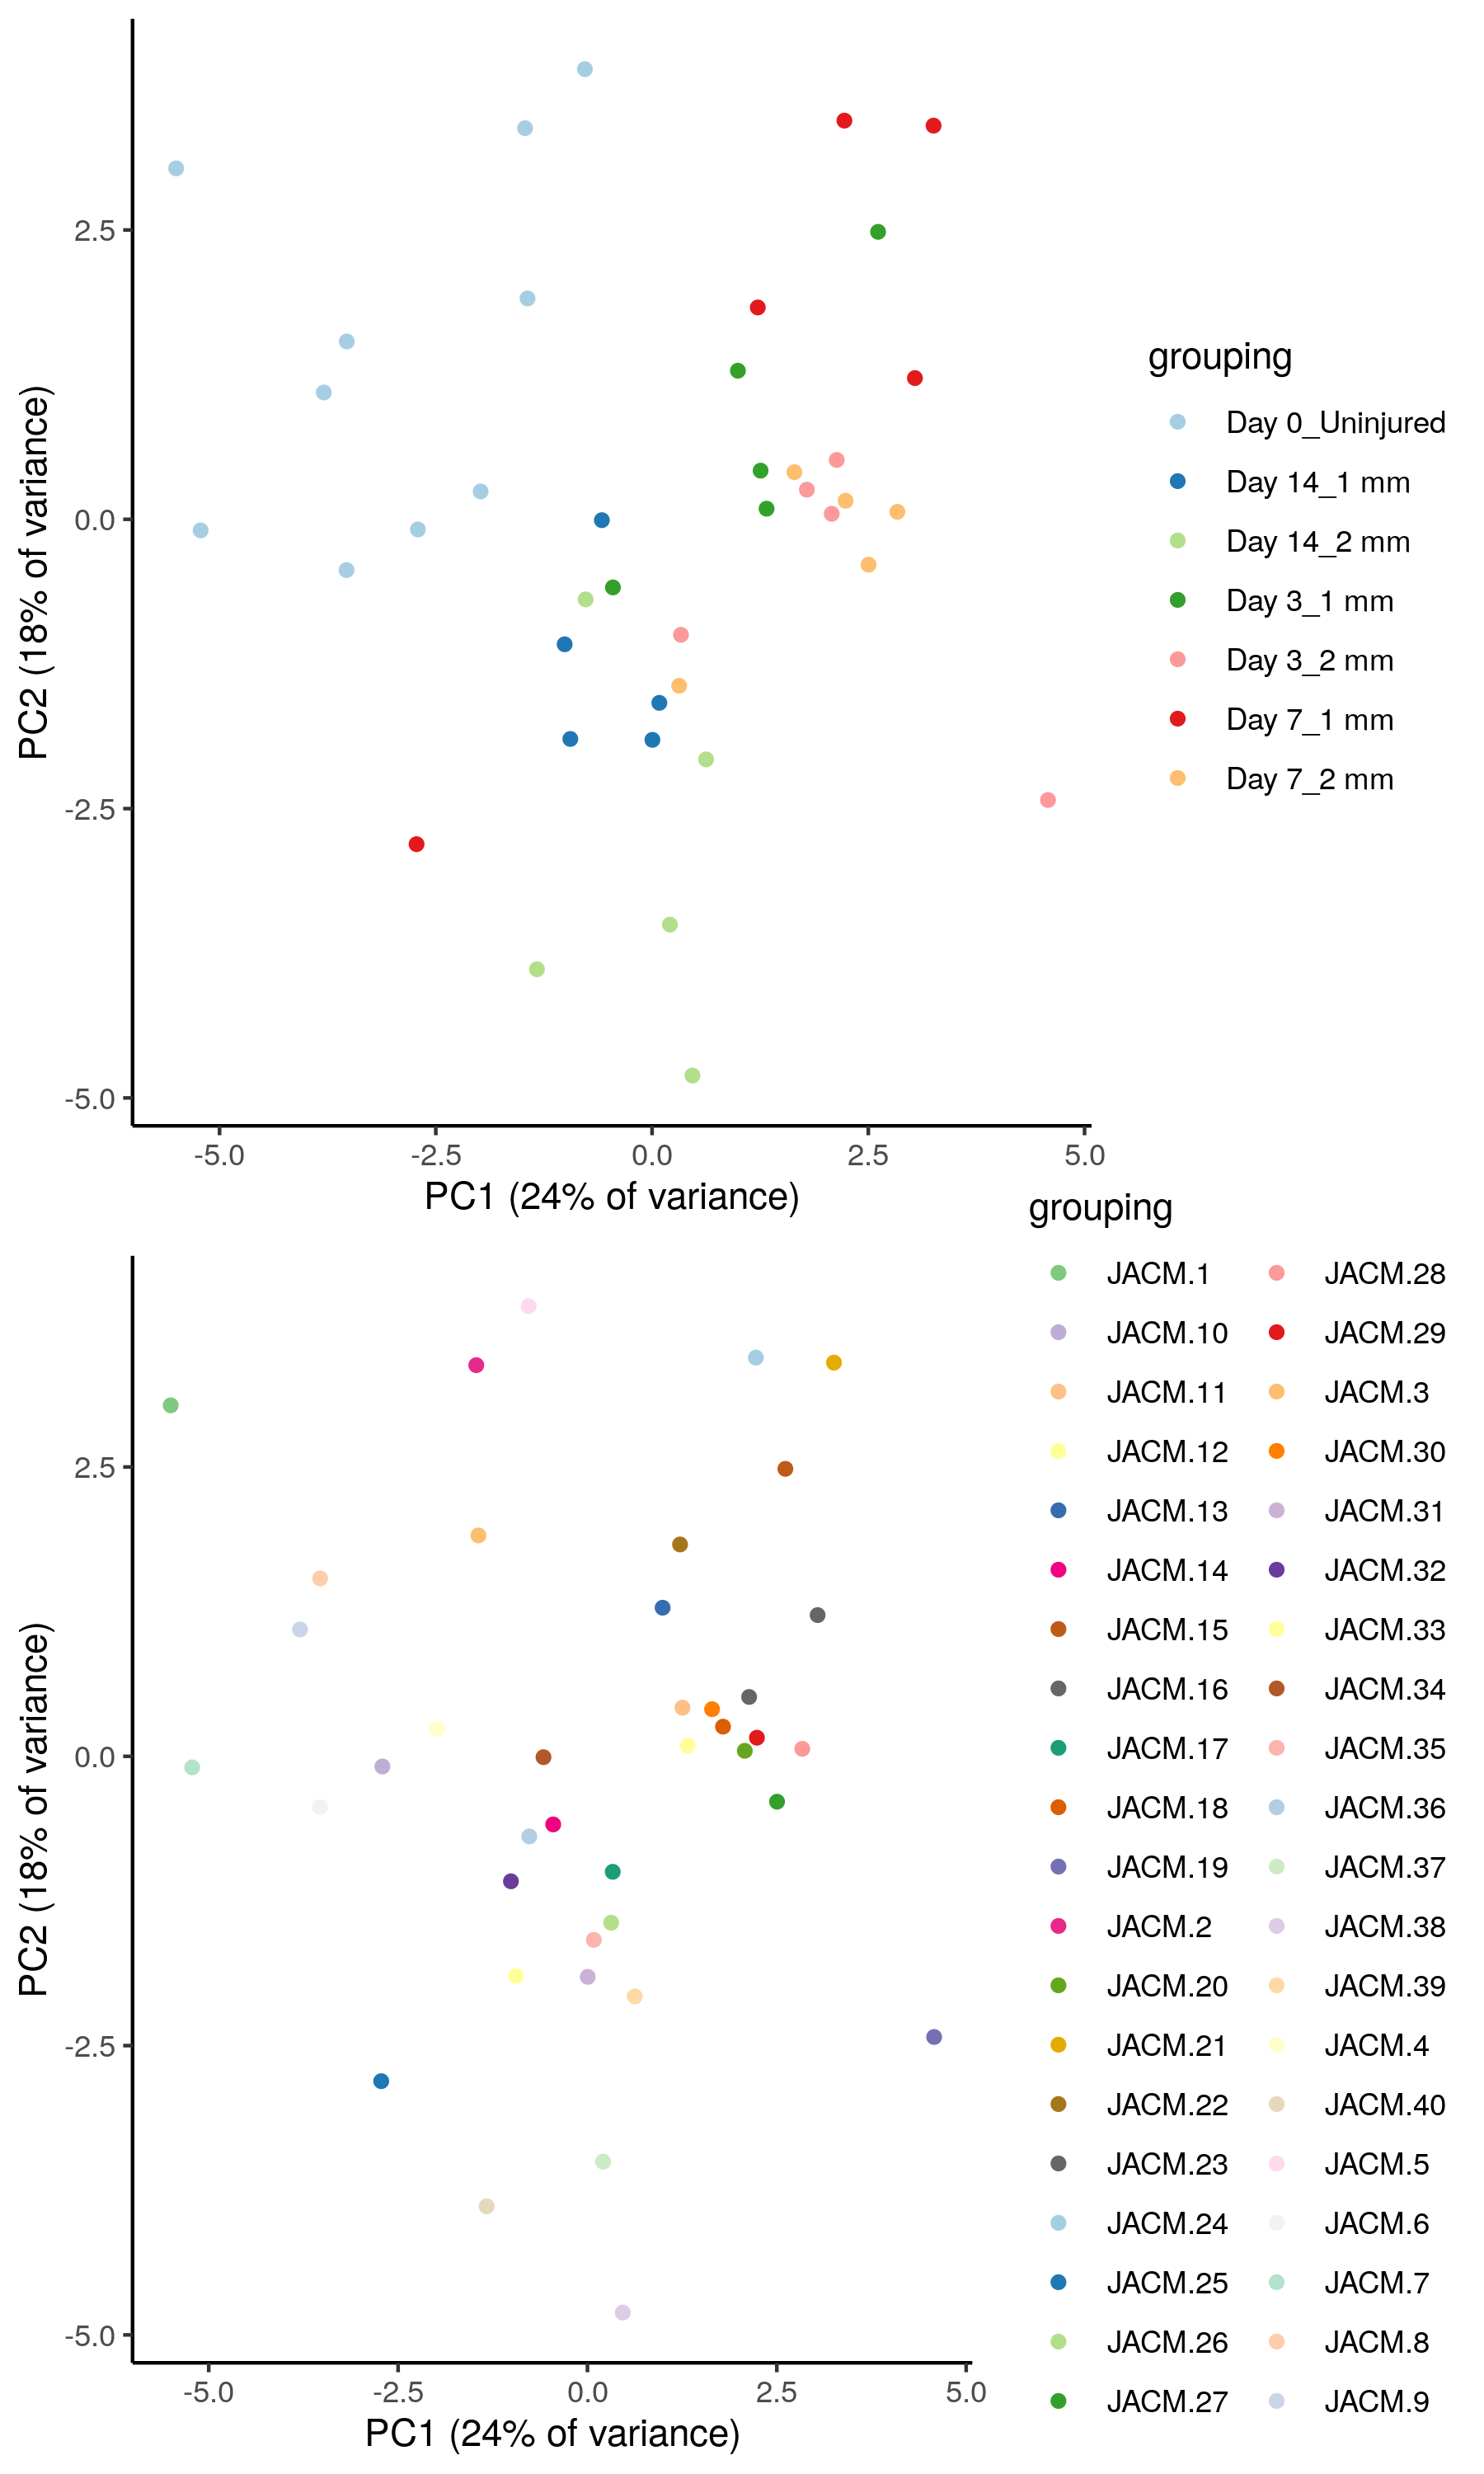 PC2 (18% of variance)
2.5
0.0
-2.5
-5.0
-5.0 -2.5 0.0 2.5 5.0
PC1 (24% of variance)
grouping
Day 0_Uninjured
Day 14_1 mm
Day 14_2 mm
Day 3_1 mm
Day 3_2 mm
Day 7_1 mm
Day 7_2 mm
PC2 (18% of variance)
2.5
0.0
-2.5
-5.0
-5.0 -2.5 0.0 2.5 5.0
PC1 (24% of variance)
grouping
JACM.1 JACM.28
JACM.10 JACM.29
JACM.11 JACM.3
JACM.12 JACM.30
JACM.13 JACM.31
JACM.14 JACM.32
JACM.15 JACM.33
JACM.16 JACM.34
JACM.17 JACM.35
JACM.18 JACM.36
JACM.19 JACM.37
JACM.2 JACM.38
JACM.20 JACM.39
JACM.21 JACM.4
JACM.22 JACM.40
JACM.23 JACM.5
JACM.24 JACM.6
JACM.25 JACM.7
JACM.26 JACM.8
JACM.27 JACM.9